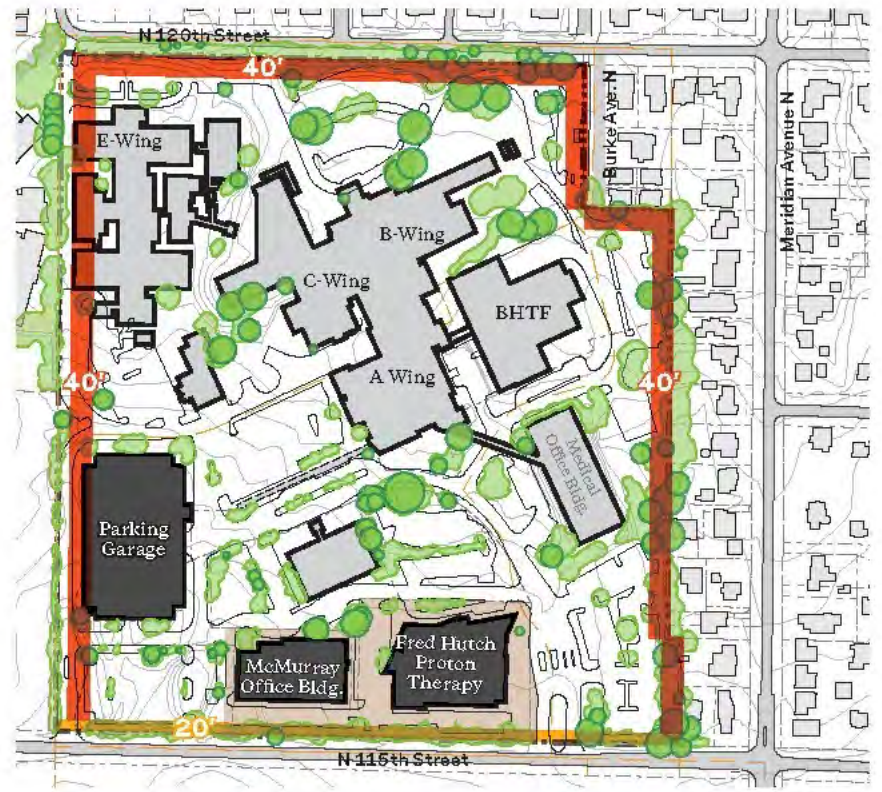 N 120th Street
40'
Burke Ave. N
Meridian Avenue N
E-Wing
B-Wing
C-Wing
BHTF
A Wing
40'
40'
Medical
Office Bldg.
Parking
Garage
Fred Hutch
Proton
Therapy
McMurray
Office Bldg.
20'
N 115th Street